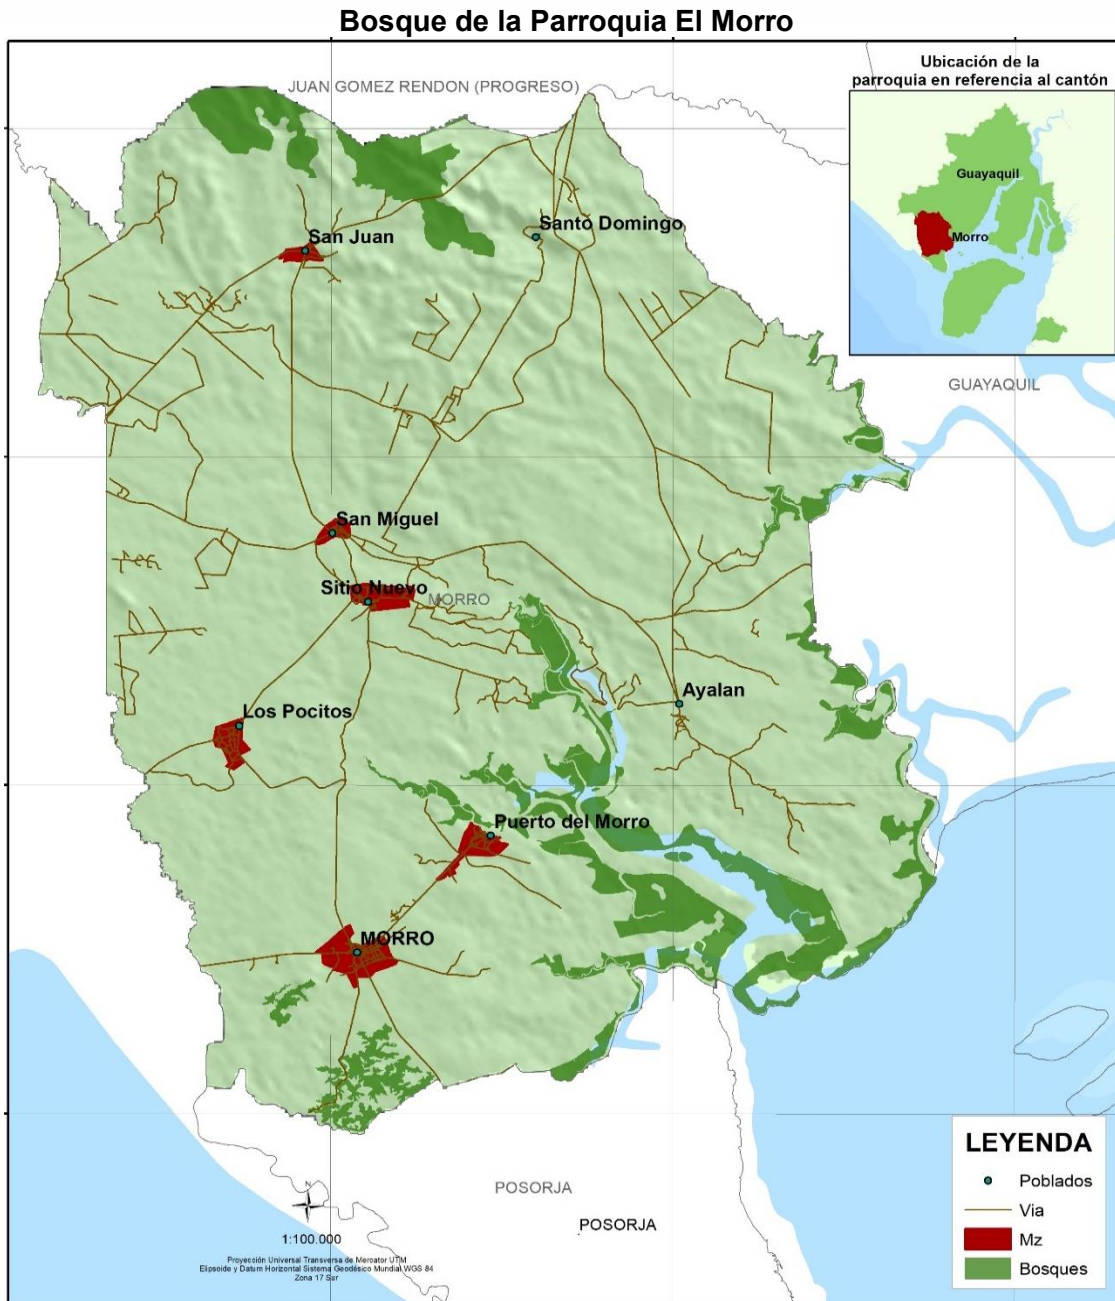 Bosque de la Parroquia El Morro
Ubicación de la
parroquia en referencia al cantón
Guayaquil
Morro
JUAN GOMEZ RENDON (PROGRESO)
Santo Domingo
San Juan
GUAYAQUIL
San Miguel
Sitio Nuevo
MORRO
Ayalan
Los Pocitos
Puerto del Morro
MORRO
POSORJA
POSORJA
N
1:100.000
Proyección Universal Transversa de Mercator UTM
Elipsoide y Datum Horizontal Sistema Geodésico Mundial WGS 84
Zona 17 Sur
LEYENDA
Poblados
Via
Mz
Bosques